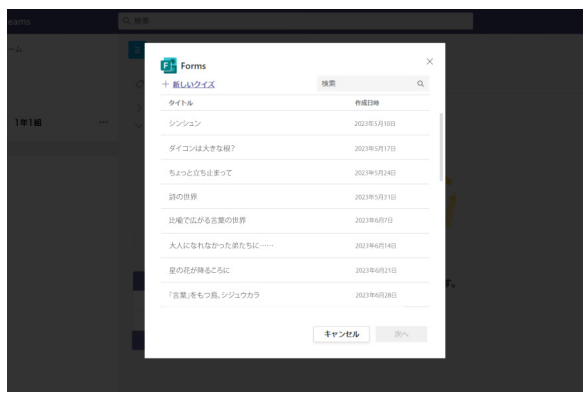 eams
検索
ーム
Forms
新しいクイズ
検索
タイトル
作成日時
シンシュン
2023年5月10日
1年1組
ダイコンは大きな根?
2023年5月17日
ちょっと立ち止まって
2023年5月24日
詩の世界
2023年5月31日
比喩で広がる言葉の世界
2023年6月7日
大人になれなかった弟たちに……
2023年6月14日
星の花が降るころに
2023年6月21日
す。
「言葉」をもつ鳥、シジュウカラ
2023年6月28日
キャンセル
次へ